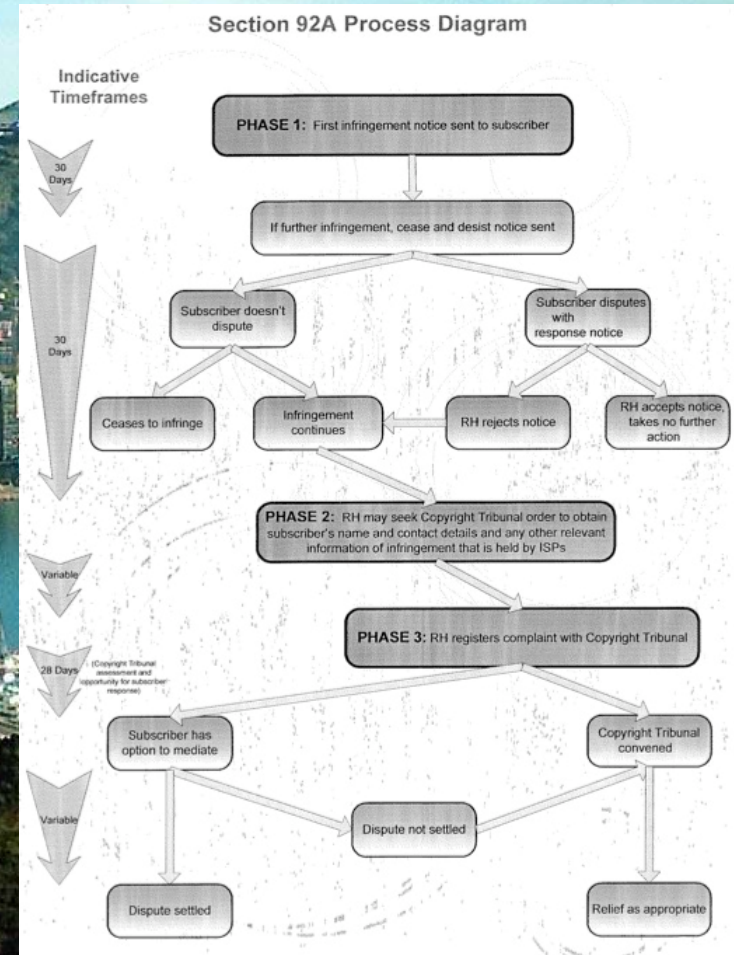 Section 92A Process Diagram
Indicative
Timeframes
PHASE 1: First infringement notice sent to subscriber
30
Days
If further infringement, cease and desist notice sent
Subscriber doesn't
dispute
Subscriber disputes
with
response notice
30
Days
Ceases to infringe
Infringement
continues
RH rejects notice
RH accepts notice,
takes no further
action
PHASE 2: RH may seek Copyright Tribunal order to obtain
subscriber's name and contact details and any other relevant
information of infringement that is held by ISPs
Variable
PHASE 3: RH registers complaint with Copyright Tribunal
28 Days
(Copyright Tribunal
assessment and
opportunity for subscriber
response)
Subscriber has
option to mediate
Copyright Tribunal
convened
Variable
Dispute not settled
Dispute settled
Relief as appropriate